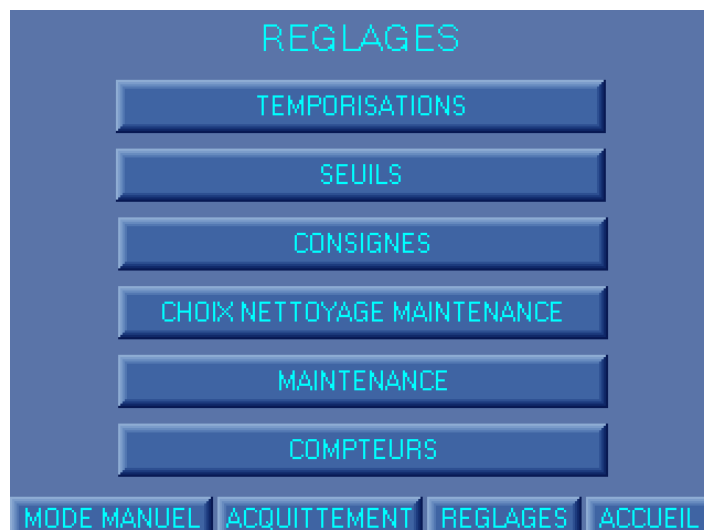 REGLAGES
TEMPORISATIONS
SEUILS
CONSIGNES
CHOIX NETTOYAGE MAINTENANCE
MAINTENANCE
COMPTEURS
MODE MANUEL ACQUITTEMENT REGLAGES ACCUEIL